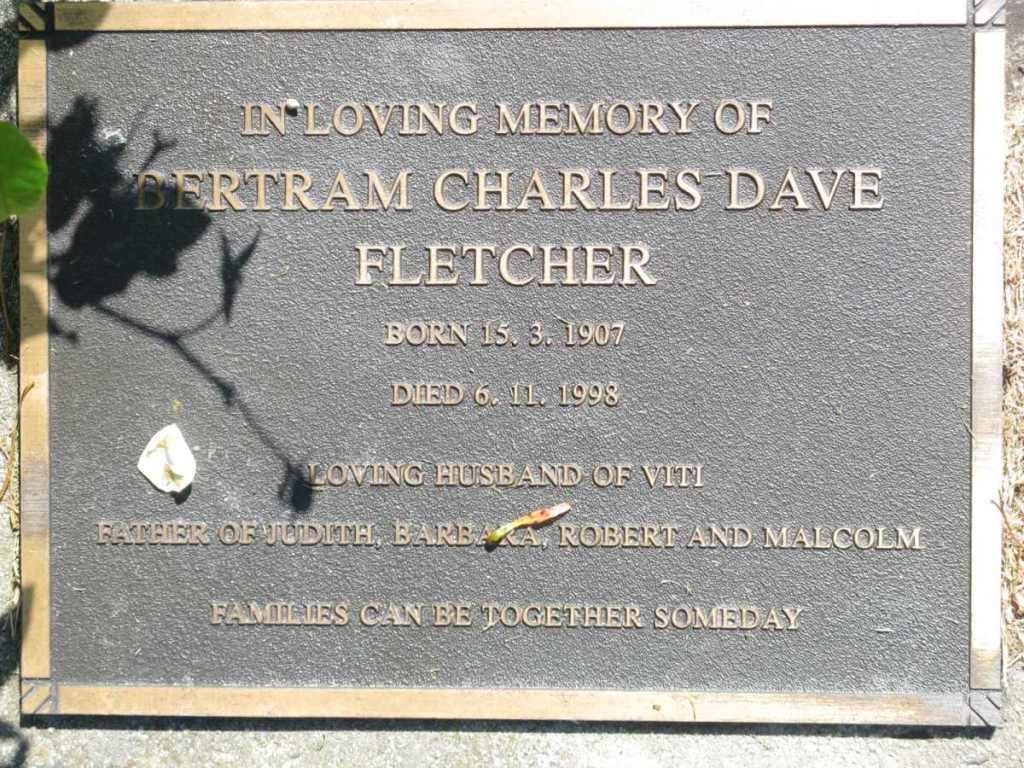 IN LOVING MEMORY OF
BERTRAM CHARLES DAVE
FLETCHER
BORN 15. 3. 1907
DIED 6. 11. 1998
LOVING HUSBAND OF VITI
FATHER OF JUDITH, BARBARA, ROBERT AND MALCOLM
FAMILIES CAN BE TOGETHER SOMEDAY